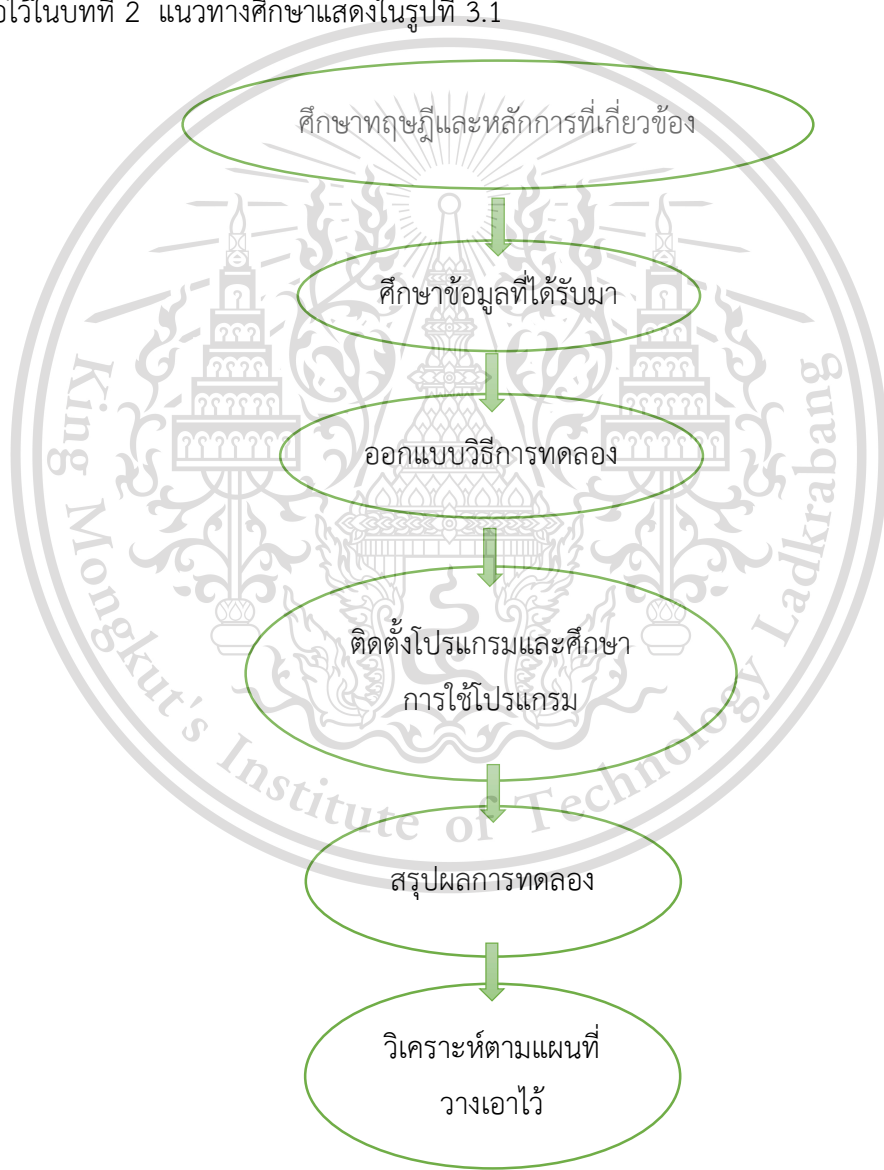 ไว้ในบทที่ 2 แนวทางศึกษาแสดงในรูปที่ 3.1
ศึกษาทฤษฎีและหลักการที่เกี่ยวข้อง
ศึกษาข้อมูลที่ได้รับมา
ออกแบบวิธีการทดลอง
ติดตั้งโปรแกรมและศึกษา
การใช้โปรแกรม
สรุปผลการทดลอง
วิเคราะห์ตามแผนที่
วางเอาไว้
King Mongkut's Institute of Technology Ladkrabang